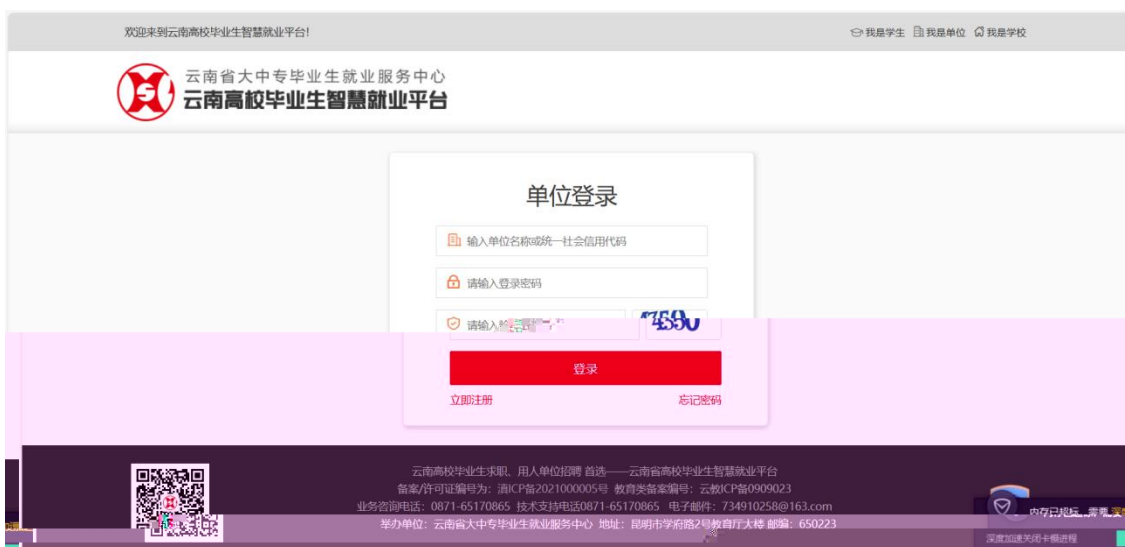 欢迎来到云南高校毕业生智慧就业平台!
我是学生 我是单位 我是学校
云南省大中专毕业生就业服务中心
云南高校毕业生智慧就业平台
单位登录
输入单位名称或统一社会信用代码
请输入登录密码
请输入
登录
立即注册 忘记密码
云南高校毕业生求职、用人单位招聘 首选——云南省高校毕业生智慧就业平台
备案/许可证编号为：滇ICP备2021000005号 教育类备案编号：云教ICP备0909023
业务咨询电话：0871-65170865 技术支持电话0871-65170865 电子邮件：734910258@163.com
举办单位：云南省大中专毕业生就业服务中心 地址：昆明市学府路2号教育厅大楼 邮编：650223
内存已超标，需要
深度加速关闭卡慢进程